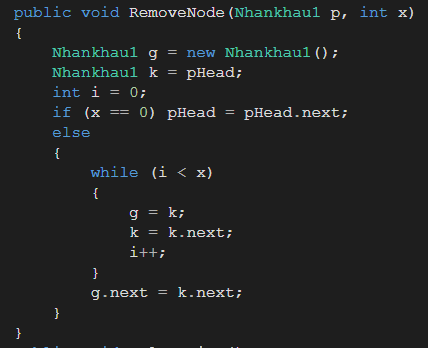 public void RemoveNode(Nhankhau1 p, int x)
{
Nhankhau1 g = new Nhankhau1();
Nhankhau1 k = pHead;
int i = 0;
if (x == 0) pHead = pHead.next;
else
{
while (i < x)
{
g = k;
k = k.next;
i++;
}
g.next = k.next;
}
}